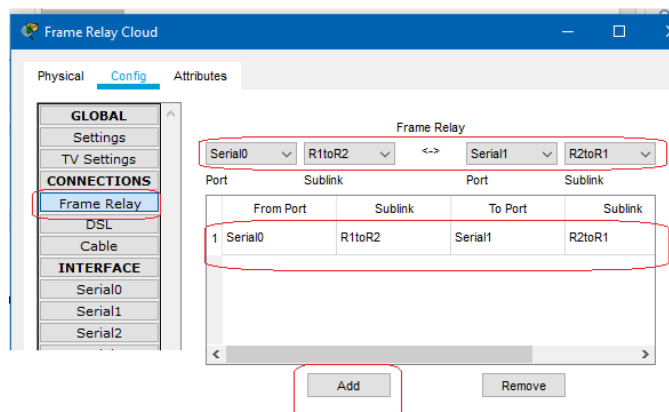 Frame Relay Cloud
Physical Config Attributes
GLOBAL
Settings
TV Settings
CONNECTIONS
Frame Relay
DSL
Cable
INTERFACE
Serial0
Serial1
Serial2
Frame Relay
Serial0 R1toR2 <-> Serial1 R2toR1
Port Sublink Port Sublink
From Port Sublink To Port Sublink
1 Serial0 R1toR2 Serial1 R2toR1
Add Remove